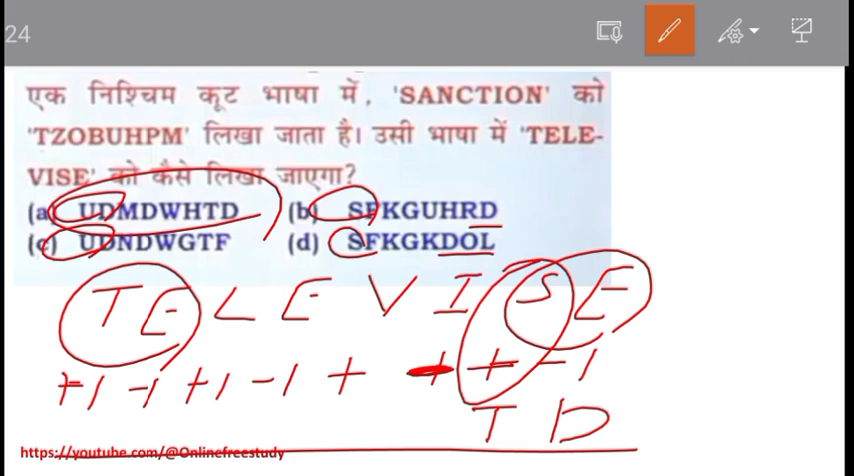 24
एक निश्चिम कूट भाषा में, 'SANCTION' को
'TZOBUHPM' लिखा जाता है। उसी भाषा में 'TELE-
VISE' को कैसे लिखा जाएगा?
(a) UDMDWHTD (b) SFKGUHRD
(c) UDNDWGTF (d) SFKGKDOL
T E L E V I S E
+1 -1 +1 -1 + + + -1
T D
https://youtube.com/@Onlinefreestudy